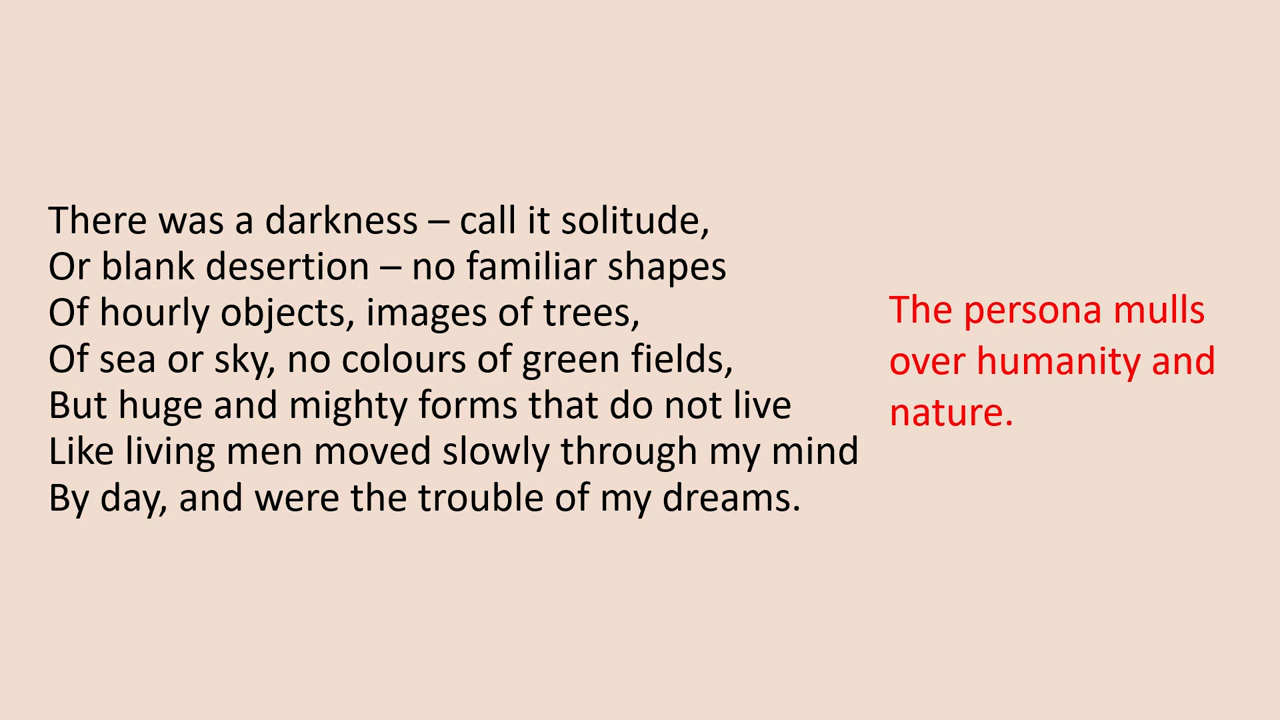 There was a darkness – call it solitude,
Or blank desertion – no familiar shapes
Of hourly objects, images of trees,
Of sea or sky, no colours of green fields,
But huge and mighty forms that do not live
Like living men moved slowly through my mind
By day, and were the trouble of my dreams.
The persona mulls
over humanity and
nature.